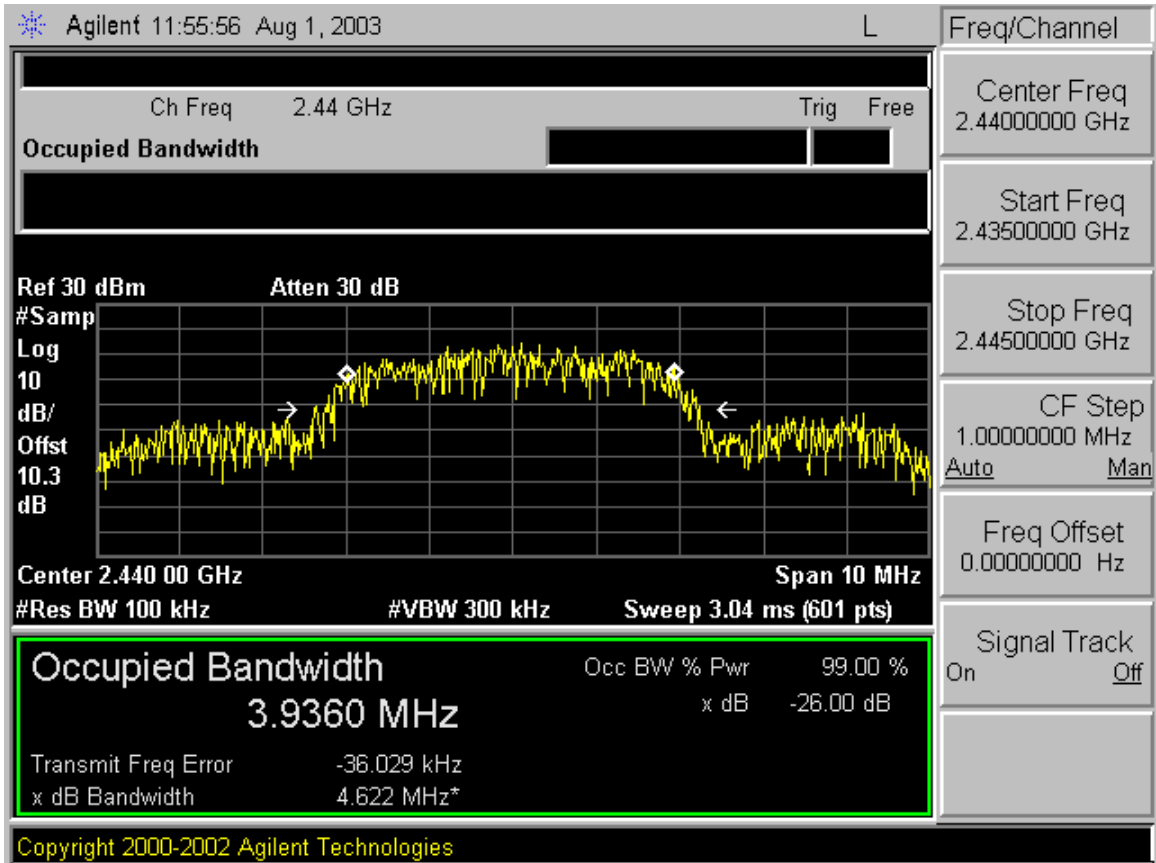 Agilent 11:55:56 Aug 1, 2003 L
Freq/Channel
Ch Freq 2.44 GHz Trig Free
Occupied Bandwidth
Center Freq
2.44000000 GHz
Start Freq
2.43500000 GHz
Stop Freq
2.44500000 GHz
CF Step
1.00000000 MHz
Auto Man
Freq Offset
0.00000000 Hz
Signal Track
On Off
Ref 30 dBm Atten 30 dB
#Samp
Log
10
dB/
Offst
10.3
dB
Center 2.440 00 GHz Span 10 MHz
#Res BW 100 kHz #VBW 300 kHz Sweep 3.04 ms (601 pts)
Occupied Bandwidth Occ BW % Pwr 99.00 %
3.9360 MHz x dB -26.00 dB
Transmit Freq Error -36.029 kHz
x dB Bandwidth 4.622 MHz*
Copyright 2000-2002 Agilent Technologies